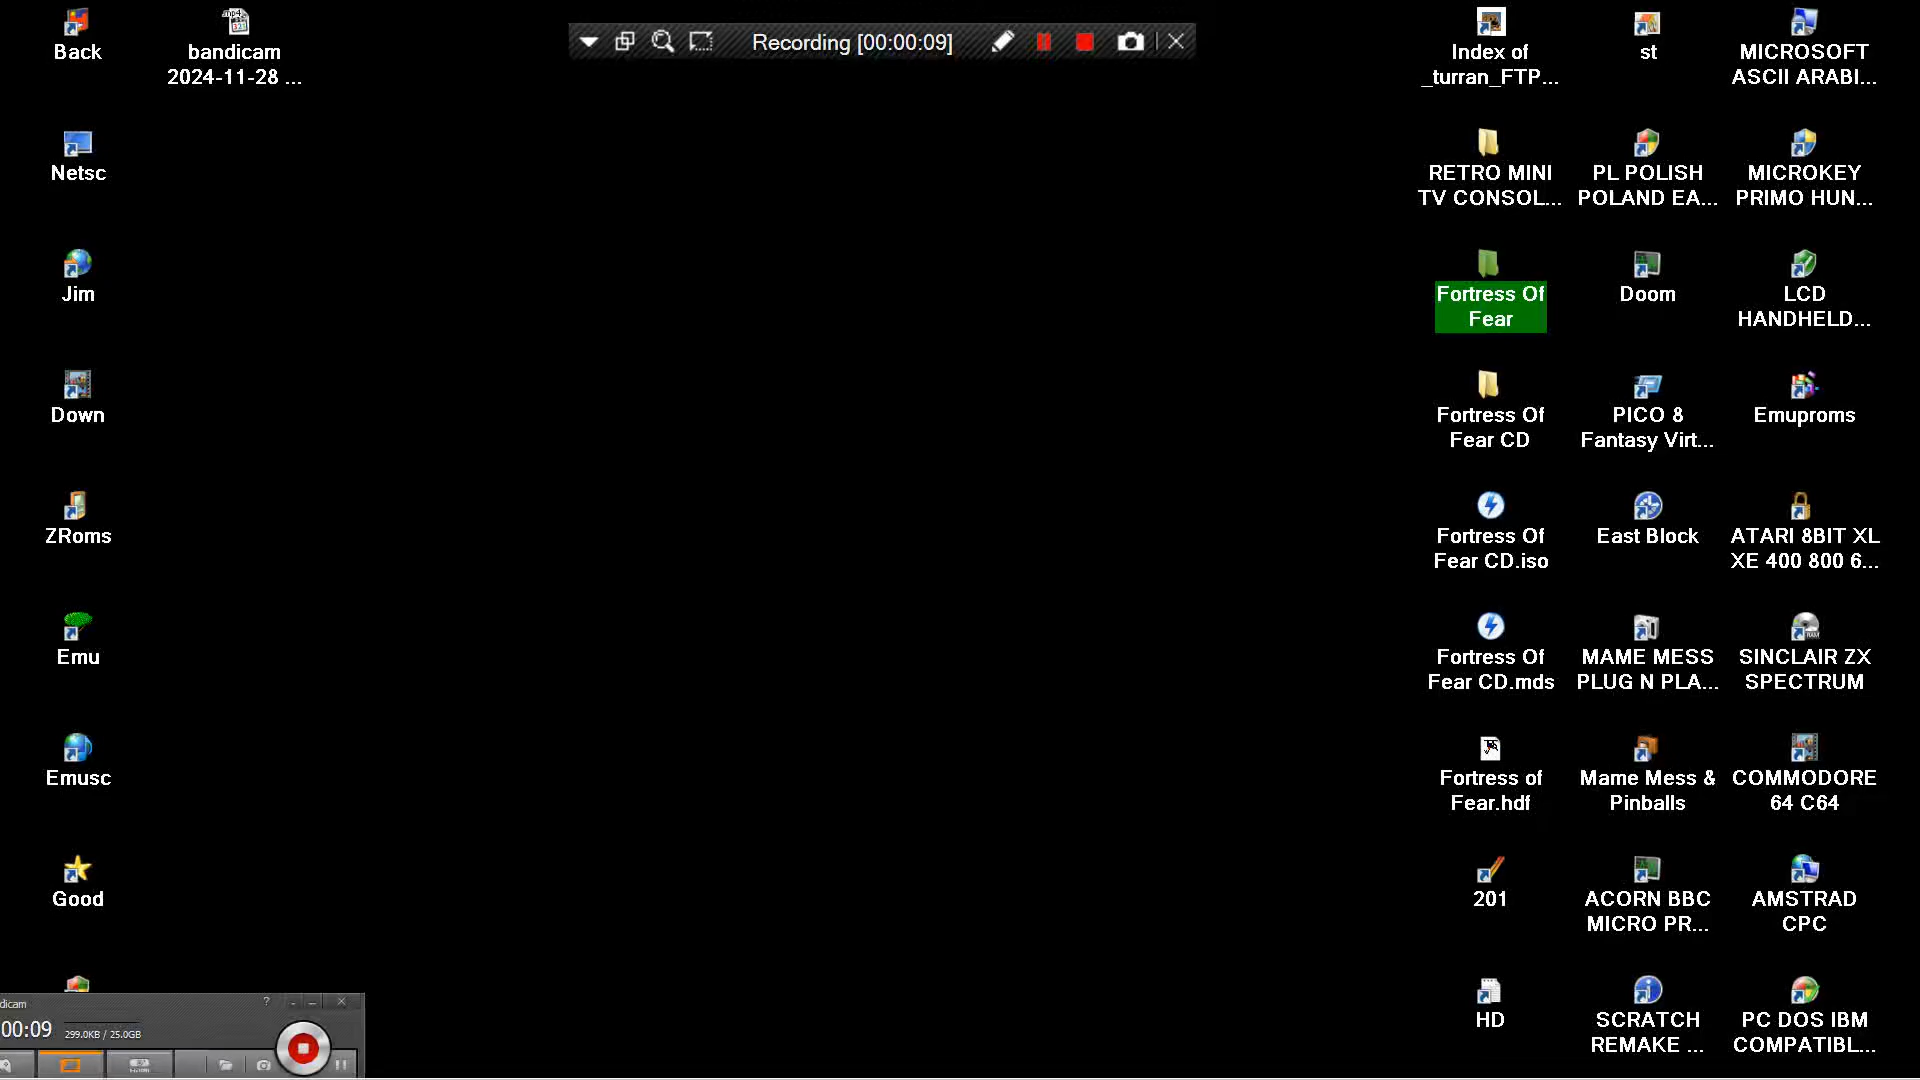 Recording [00:00:09]
Back
bandicam
2024-11-28 ...
Netsc
Jim
Down
ZRoms
Emu
Emusc
Good
Index of
_turran_FTP...
st
MICROSOFT
ASCII ARABI...
RETRO MINI
TV CONSOL...
PL POLISH
POLAND EA...
MICROKEY
PRIMO HUN...
Fortress Of
Fear
Doom
LCD
HANDHELD...
Fortress Of
Fear CD
PICO 8
Fantasy Virt...
Emuproms
Fortress Of
Fear CD.iso
East Block
ATARI 8BIT XL
XE 400 800 6...
Fortress Of
Fear CD.mds
MAME MESS
PLUG N PLA...
SINCLAIR ZX
SPECTRUM
Fortress of
Fear.hdf
Mame Mess &
Pinballs
COMMODORE
64 C64
201
ACORN BBC
MICRO PR...
AMSTRAD
CPC
HD
SCRATCH
REMAKE ...
PC DOS IBM
COMPATIBL...
dicam
00:09
299.0KB / 25.0GB